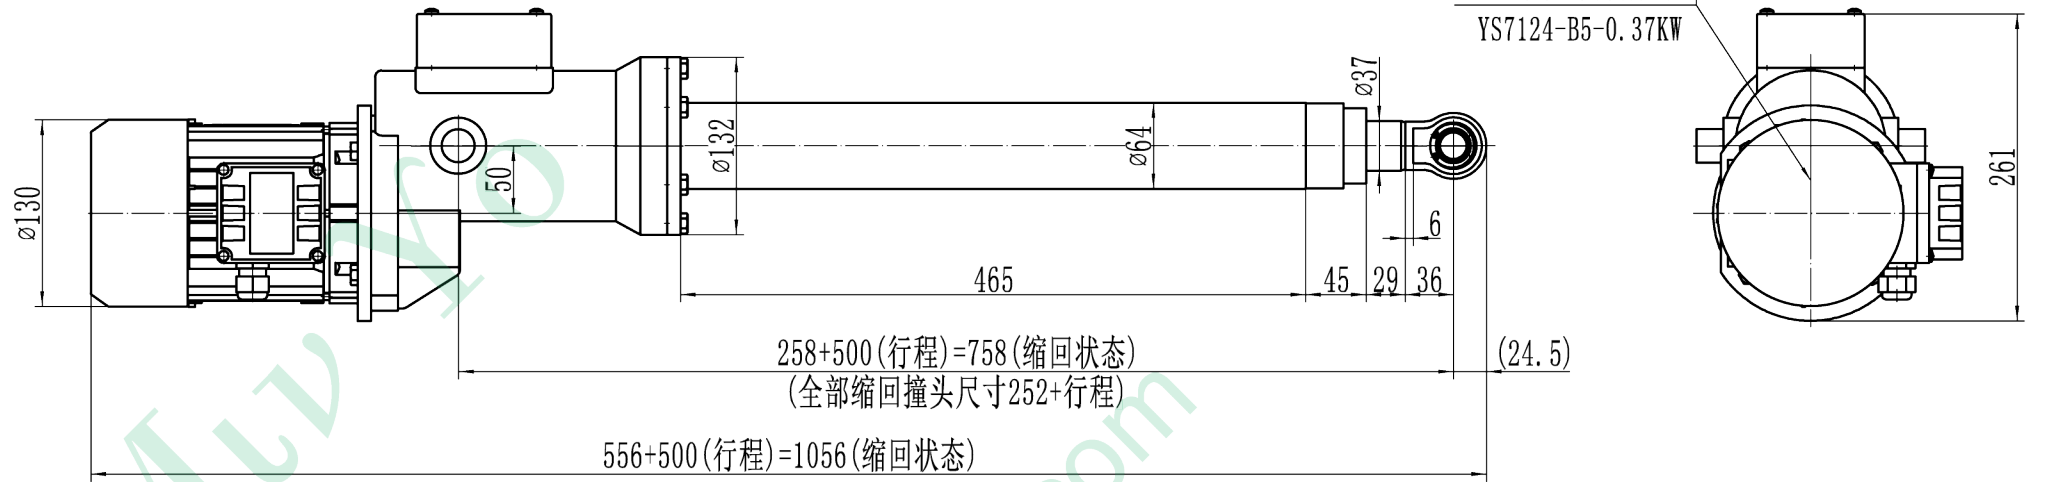 YS7124-B5-0.37KW
ø37
ø132
ø64
ø130
50
261
6
465
45
29
36
258+500(行程)=758(缩回状态)
(24.5)
(全部缩回撞头尺寸252+行程)
556+500(行程)=1056(缩回状态)